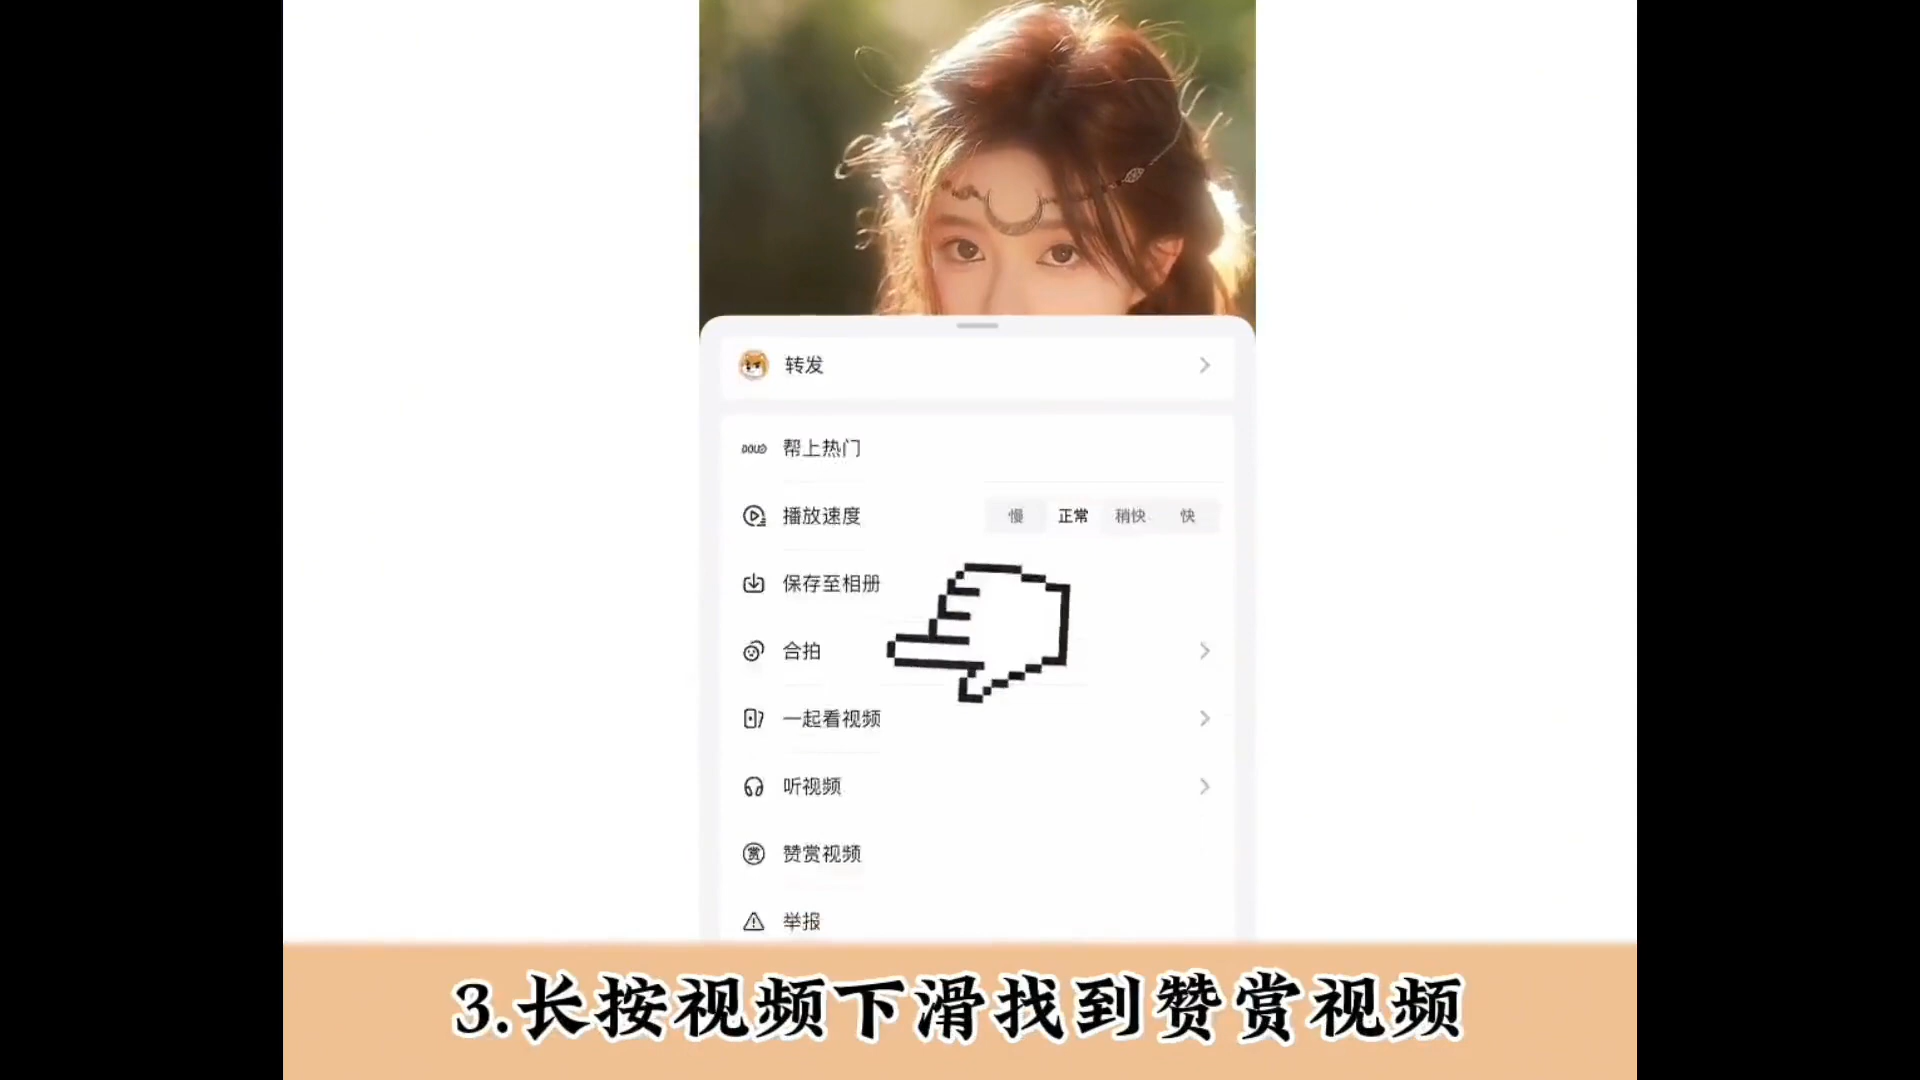 转发
帮上热门
播放速度 慢 正常 稍快 快
保存至相册
合拍
一起看视频
听视频
赏 赞赏视频
举报
3.长按视频下滑找到赞赏视频